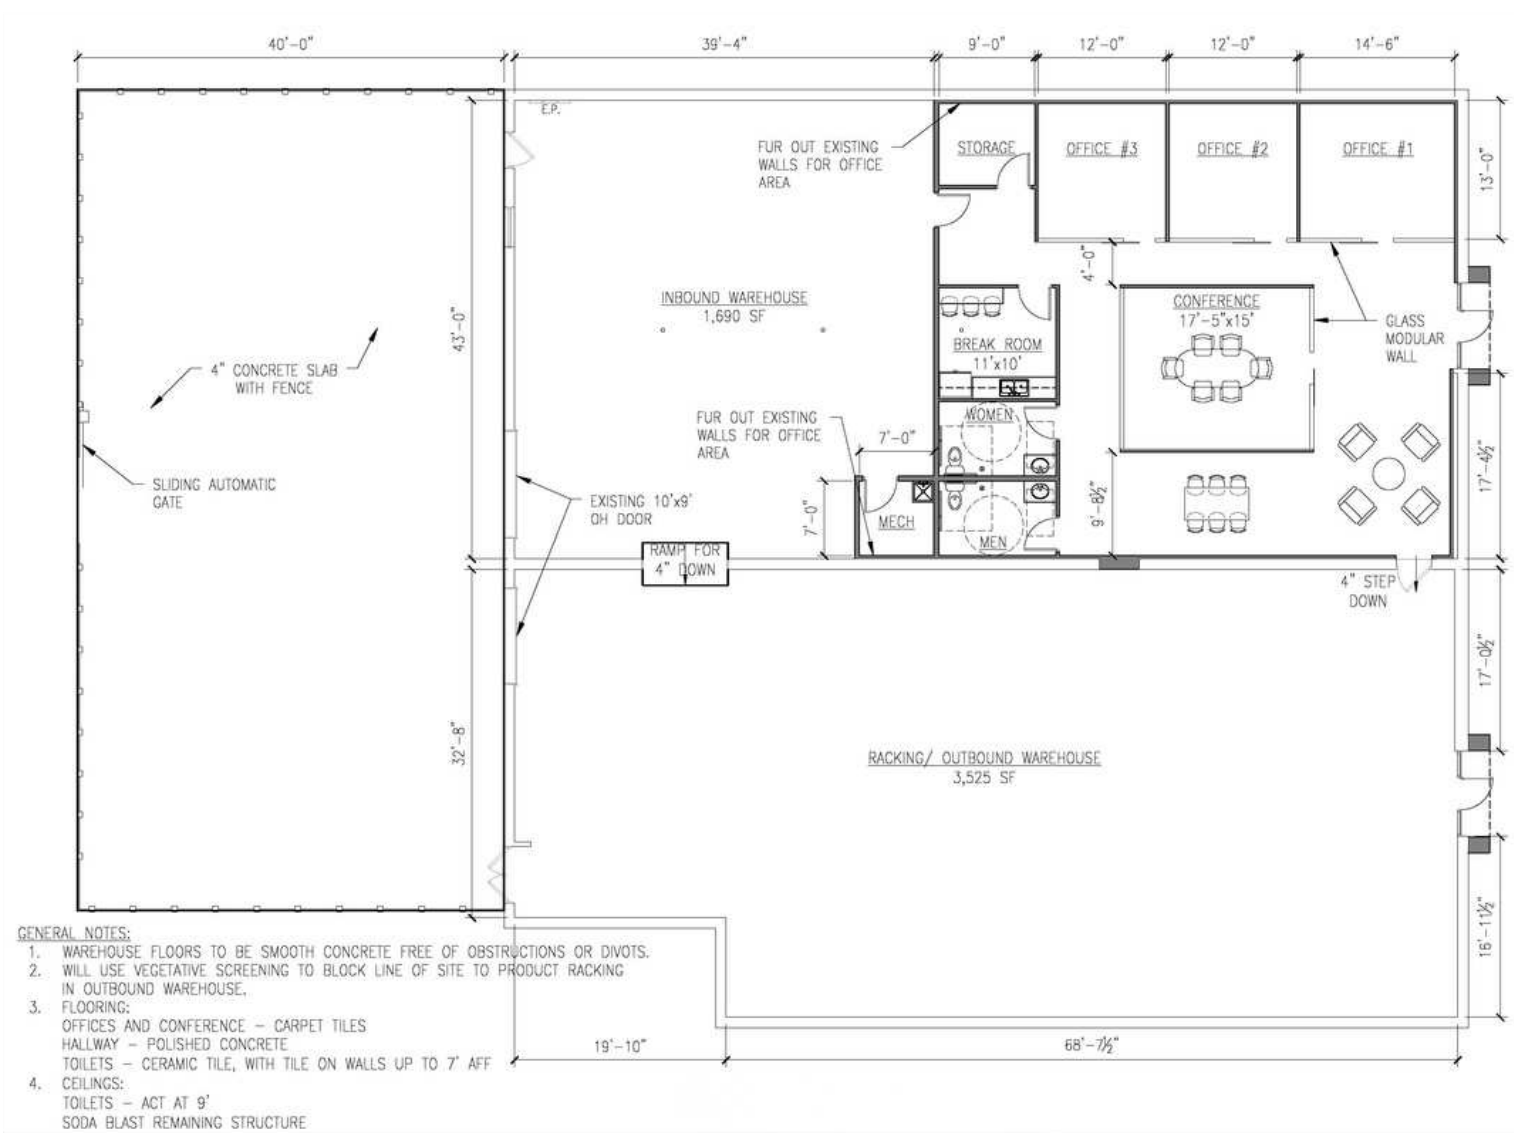 40'-0"
39'-4"
9'-0"
12'-0"
12'-0"
14'-6"
E.P.
FUR OUT EXISTING
WALLS FOR OFFICE
AREA
STORAGE
OFFICE #3
OFFICE #2
OFFICE #1
13'-0"
4'-0"
INBOUND WAREHOUSE
1,690 SF
CONFERENCE
17'-5"x15'
GLASS
MODULAR
WALL
43'-0"
BREAK ROOM
11'x10'
4" CONCRETE SLAB
WITH FENCE
FUR OUT EXISTING
WALLS FOR OFFICE
AREA
WOMEN
7'-0"
17'-4½"
SLIDING AUTOMATIC
GATE
EXISTING 10'x9'
OH DOOR
7'-0"
MECH
MEN
9'-8½"
RAMP FOR
4" DOWN
4" STEP
DOWN
17'-0½"
32'-8"
RACKING/ OUTBOUND WAREHOUSE
3,525 SF
16'-11½"
GENERAL NOTES:
1. WAREHOUSE FLOORS TO BE SMOOTH CONCRETE FREE OF OBSTRUCTIONS OR DIVOTS.
2. WILL USE VEGETATIVE SCREENING TO BLOCK LINE OF SITE TO PRODUCT RACKING
IN OUTBOUND WAREHOUSE.
3. FLOORING:
OFFICES AND CONFERENCE – CARPET TILES
HALLWAY – POLISHED CONCRETE
TOILETS – CERAMIC TILE, WITH TILE ON WALLS UP TO 7' AFF
4. CEILINGS:
TOILETS – ACT AT 9'
SODA BLAST REMAINING STRUCTURE
19'-10"
68'-7½"